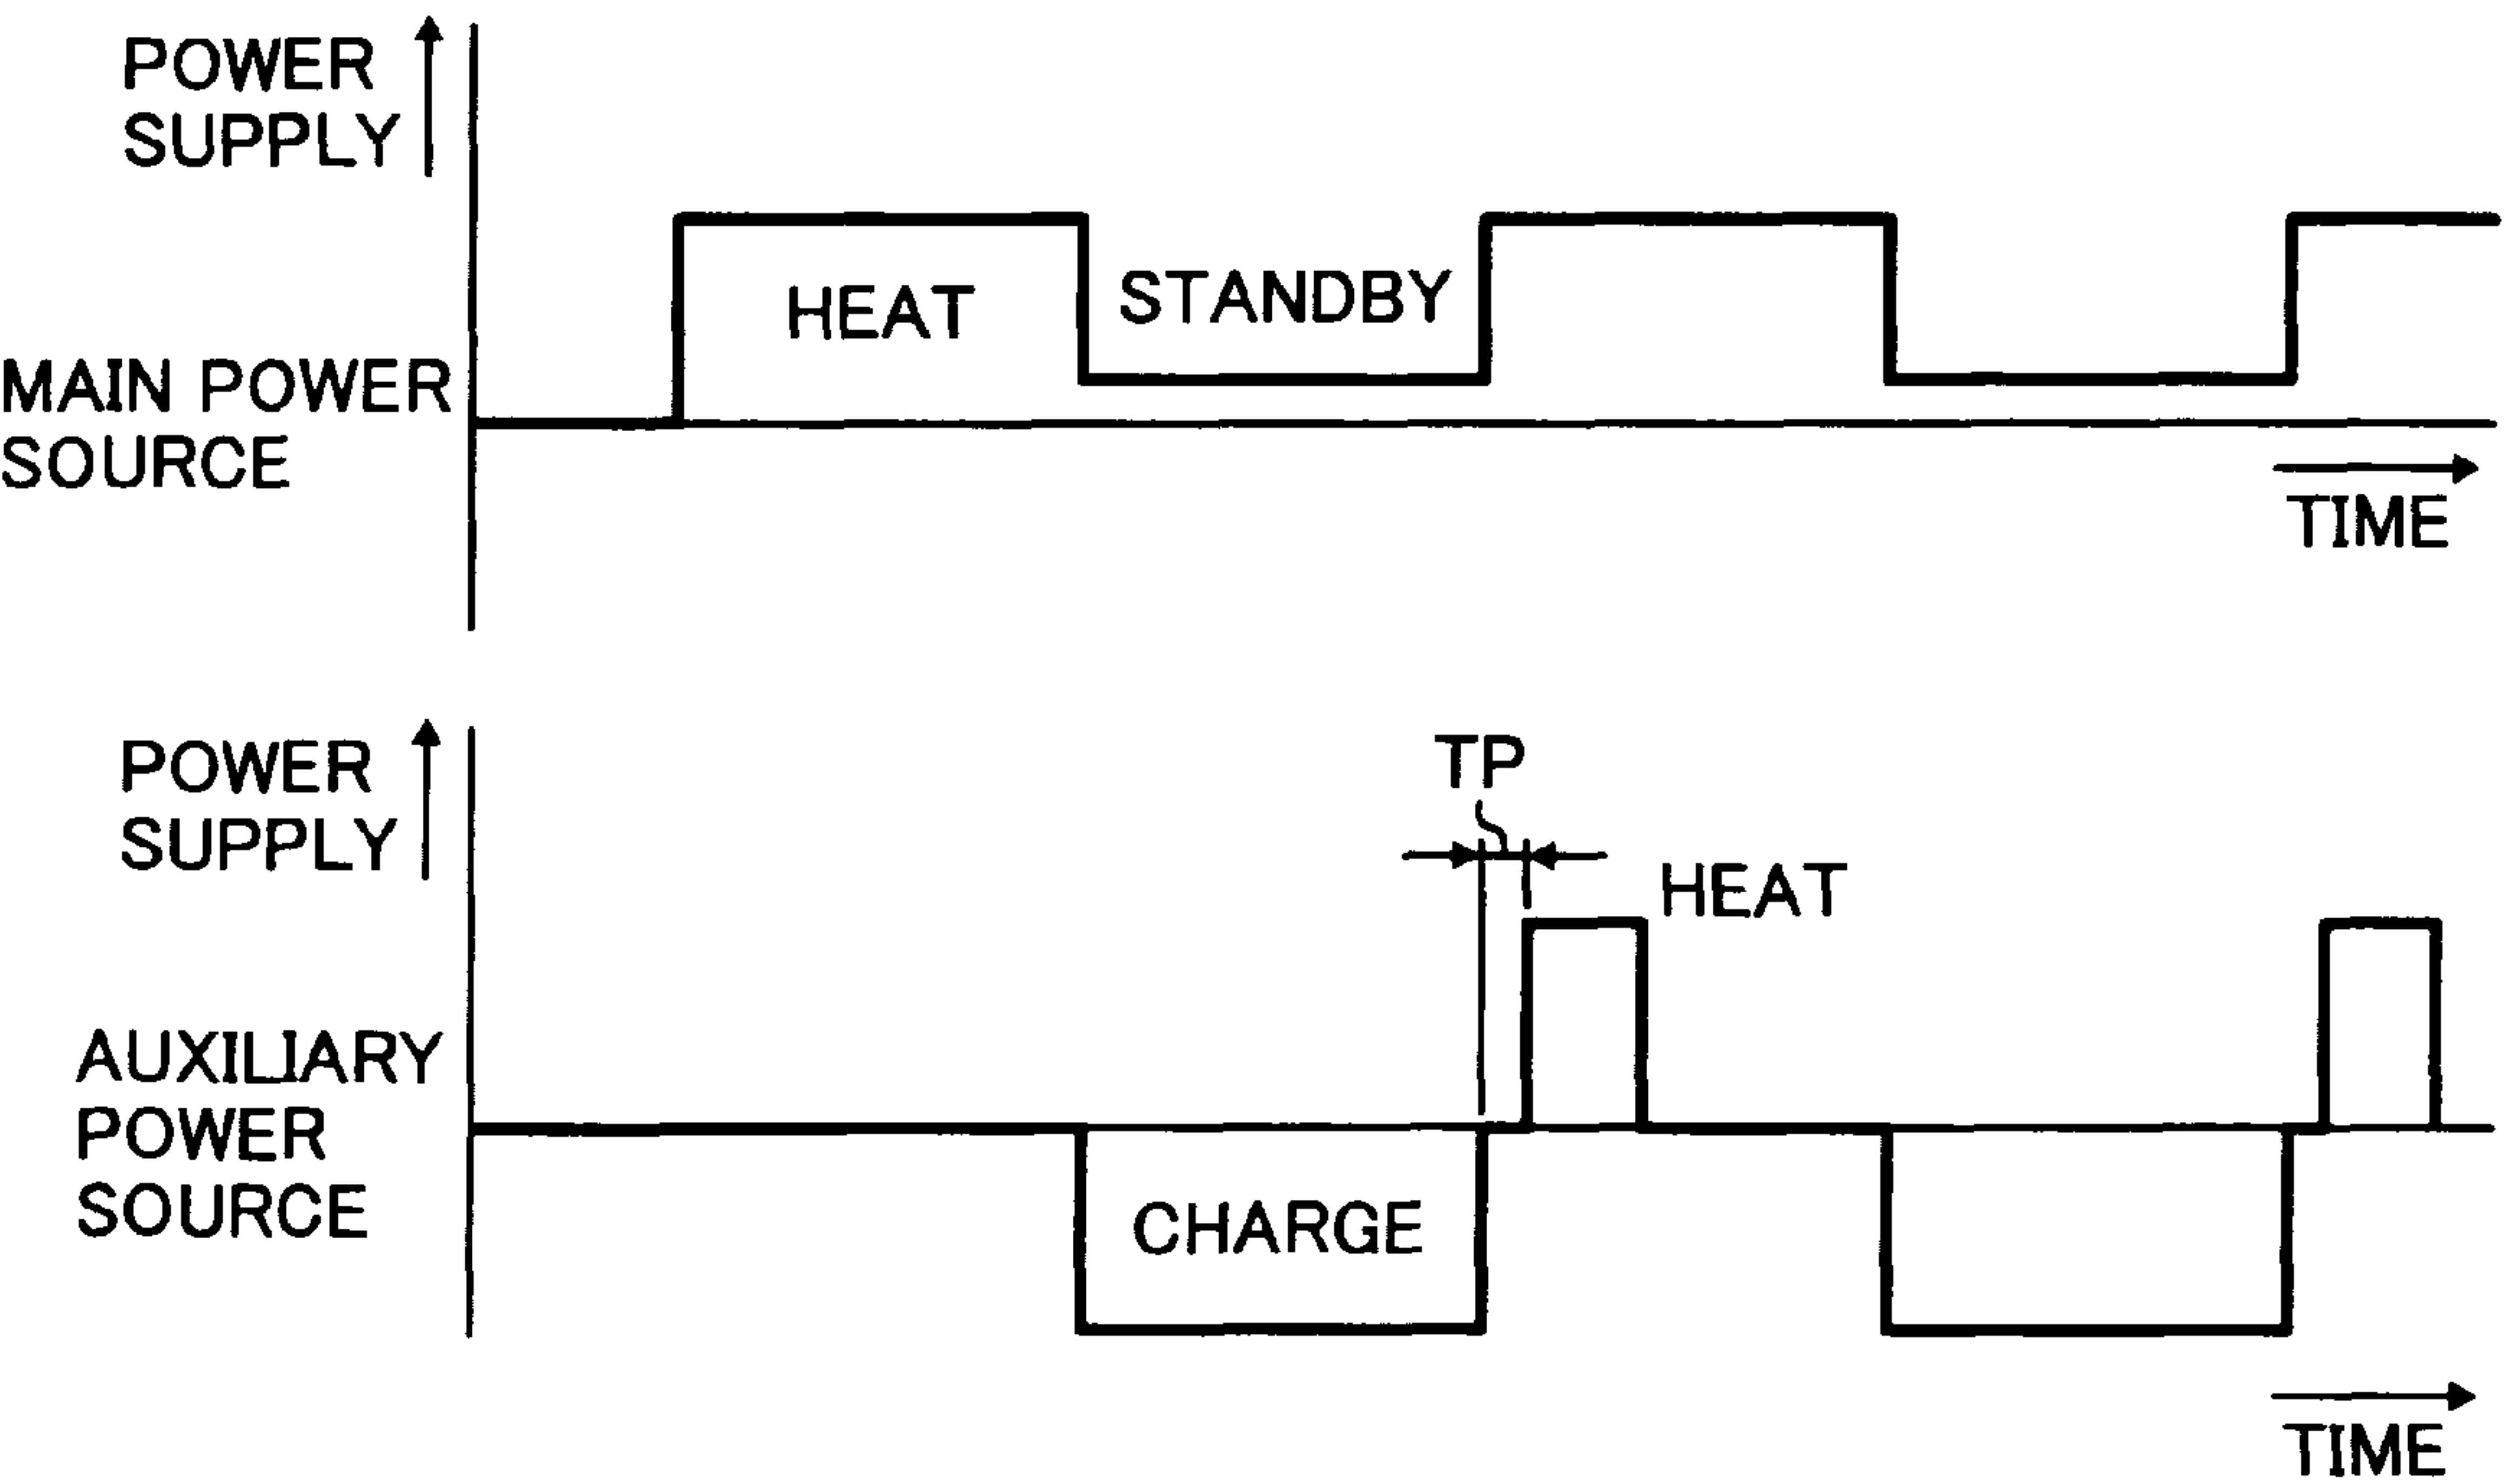 POWER
SUPPLY
HEAT
STANDBY
MAIN POWER
SOURCE
TIME
POWER
SUPPLY
TP
HEAT
AUXILIARY
POWER
SOURCE
CHARGE
TIME